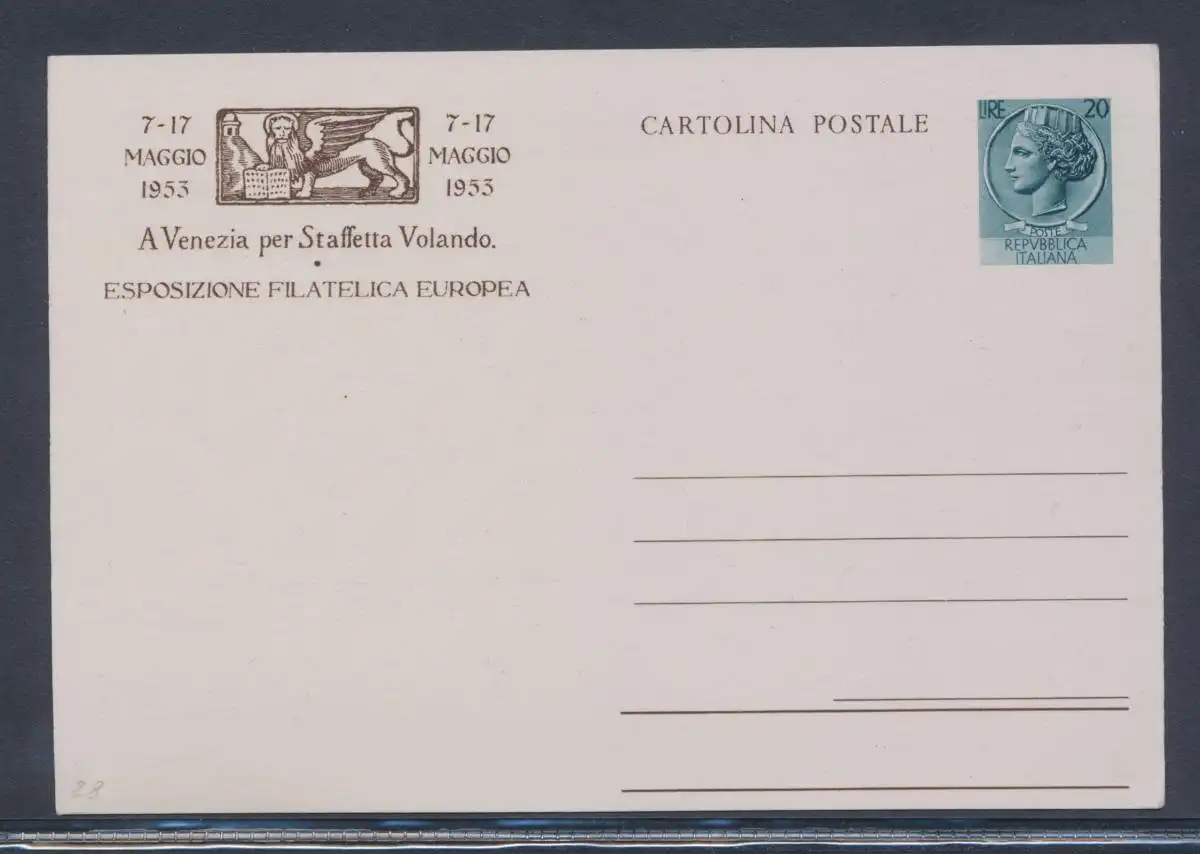 7-17
MAGGIO
1953
7-17
MAGGIO
1953
A Venezia per Staffetta Volando.
ESPOSIZIONE FILATELICA EUROPEA
CARTOLINA POSTALE
LIRE 20
POSTE
REPVBBLICA
ITALIANA
28